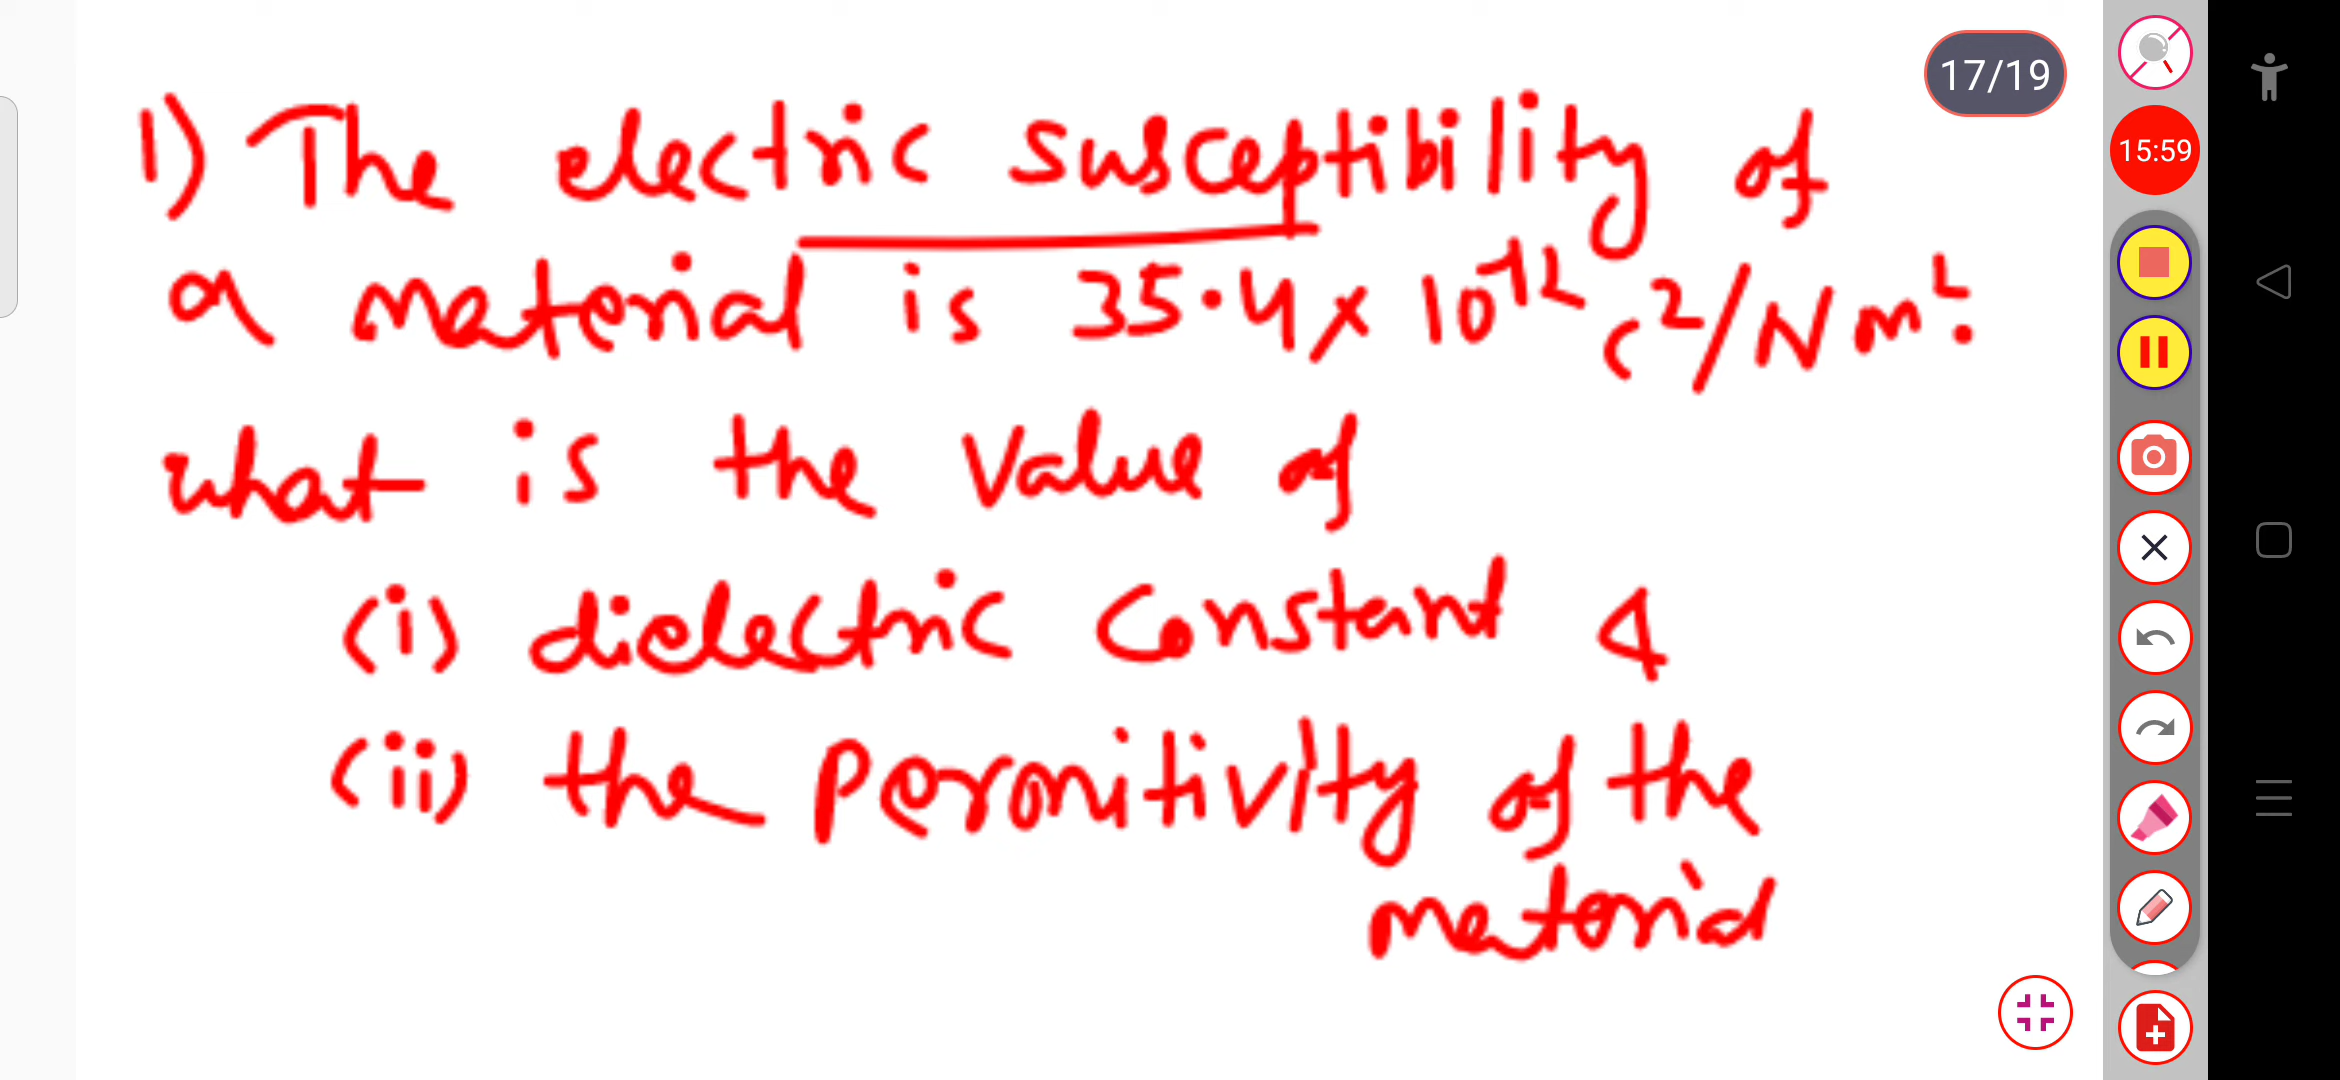 17/19
15:59
1) The electric susceptibility of
a material is 35.4 x 10⁻¹² C²/Nm².
what is the value of
(i) dielectric constant &
(ii) the permitivity of the
material